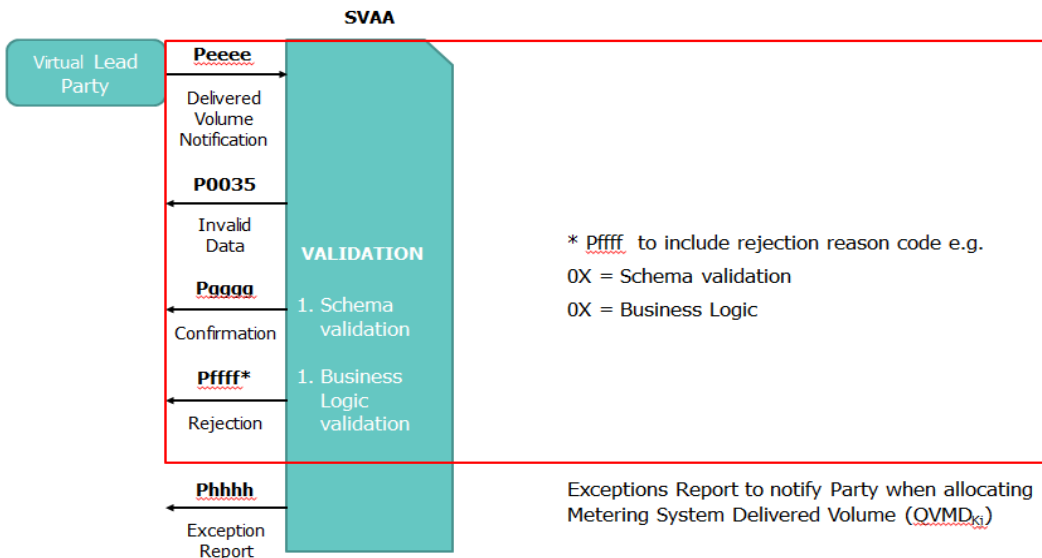 SVAA
Virtual Lead
Party
Peeee
Delivered
Volume
Notification
P0035
Invalid
Data
VALIDATION
Pgggg
1. Schema
validation
Confirmation
Pffff*
1. Business
Logic
validation
Rejection
* Pffff to include rejection reason code e.g.
0X = Schema validation
0X = Business Logic
Phhhh
Exception
Report
Exceptions Report to notify Party when allocating
Metering System Delivered Volume (QVMDKj)